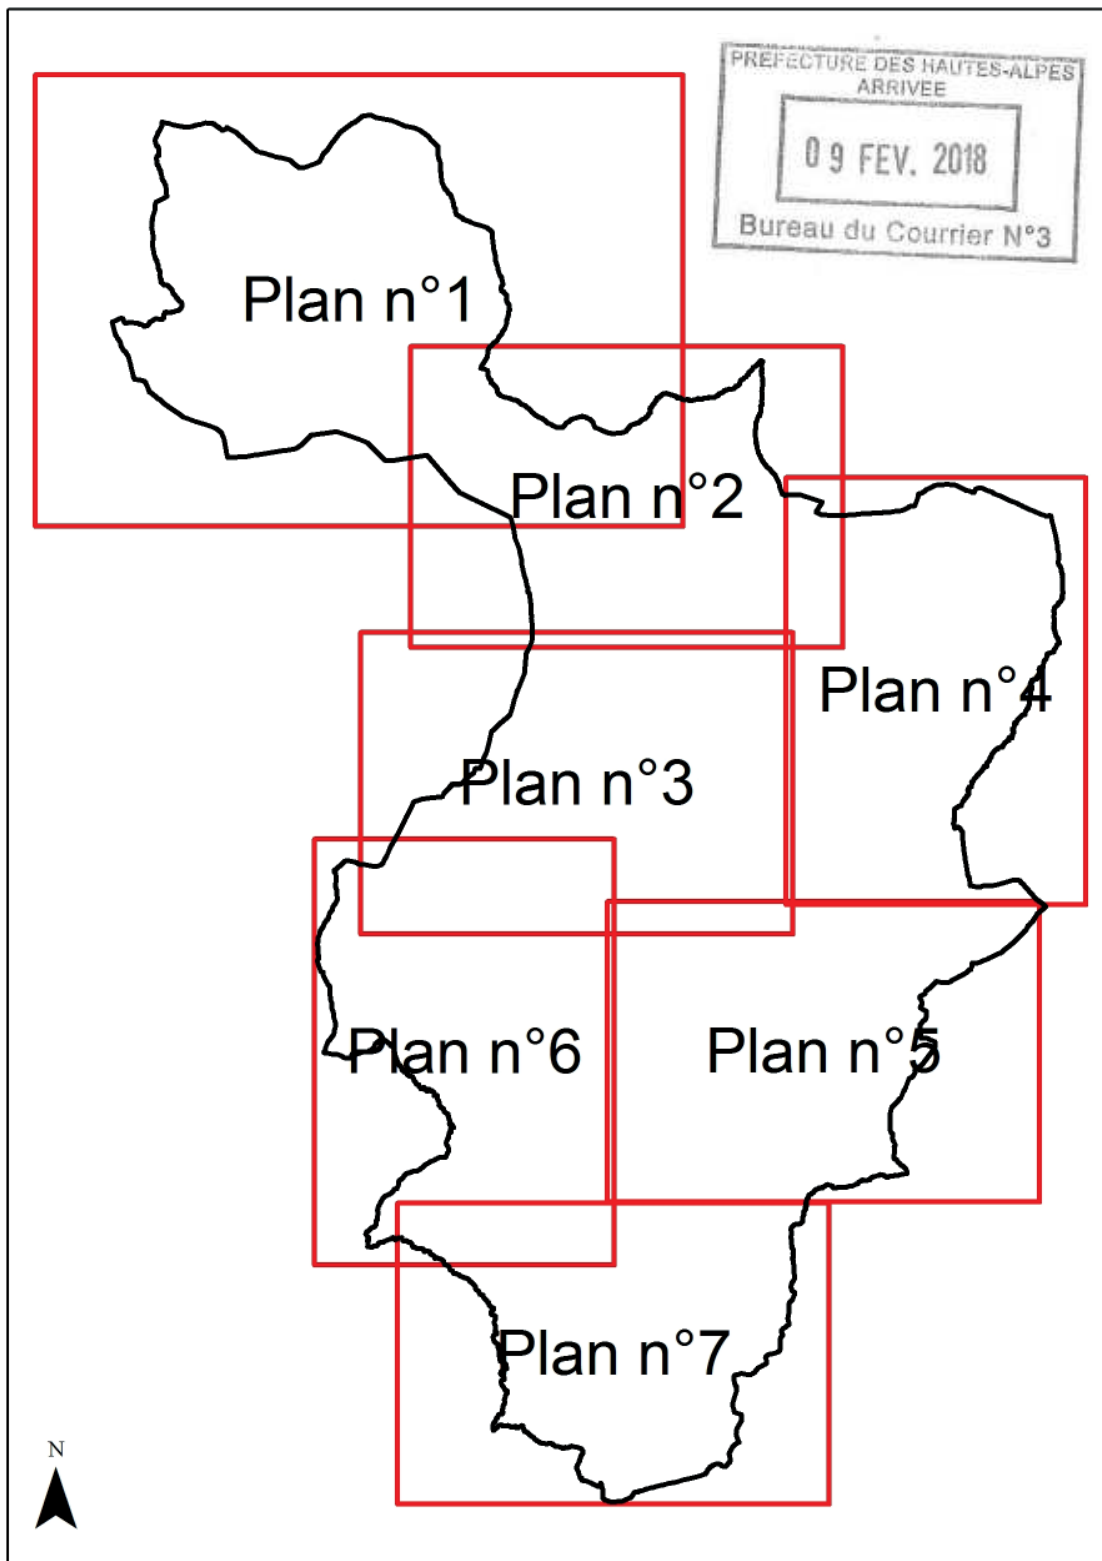 PREFECTURE DES HAUTES-ALPES
ARRIVEE
09 FEV. 2018
Bureau du Courrier N°3
Plan n°1
Plan n°2
Plan n°4
Plan n°3
Plan n°6
Plan n°5
Plan n°7
N